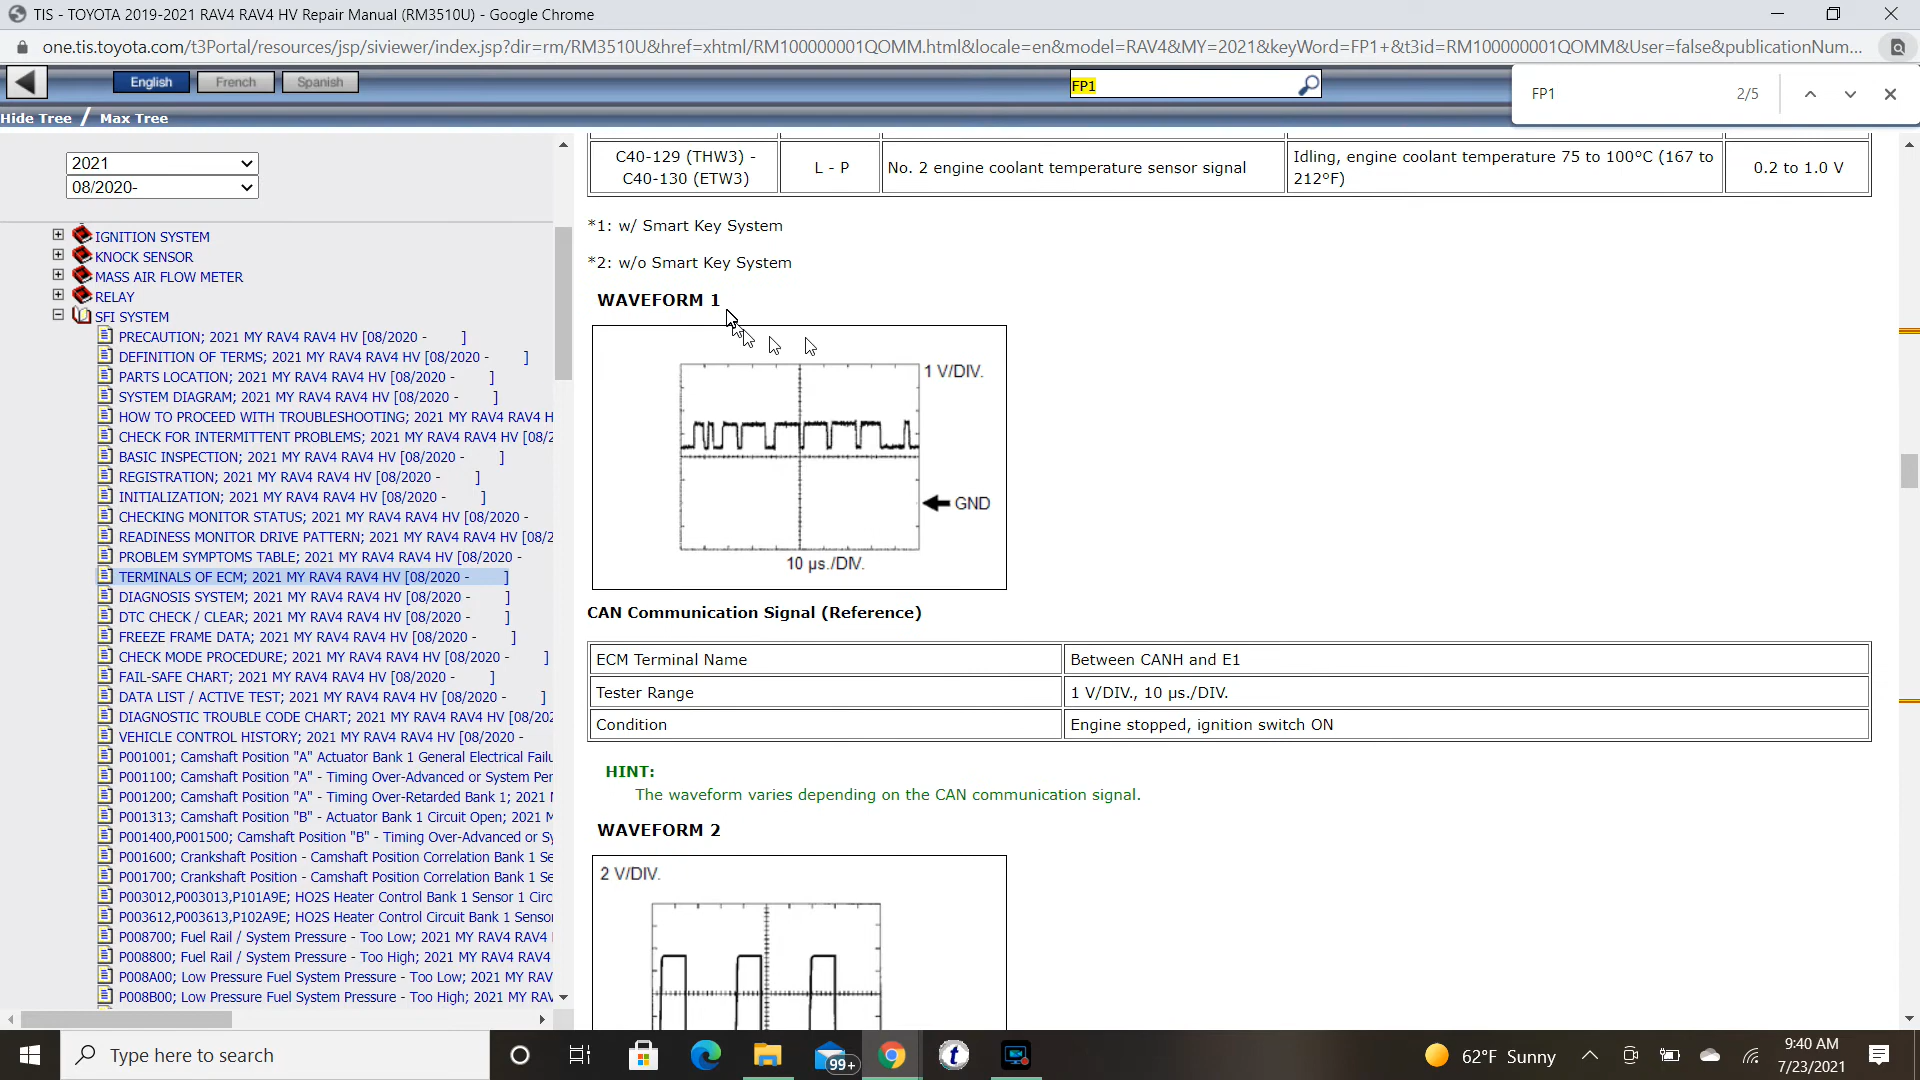 TIS - TOYOTA 2019-2021 RAV4 RAV4 HV Repair Manual (RM3510U) - Google Chrome
one.tis.toyota.com/t3Portal/resources/jsp/siviewer/index.jsp?dir=rm/RM3510U&href=xhtml/RM100000001QOMM.html&locale=en&model=RAV4&MY=2021&keyWord=FP1+&t3id=RM100000001QOMM&User=false&publicationNum...
English French Spanish
FP1
FP1 2/5
Hide Tree / Max Tree
2021
08/2020-
IGNITION SYSTEM
KNOCK SENSOR
MASS AIR FLOW METER
RELAY
SFI SYSTEM
PRECAUTION; 2021 MY RAV4 RAV4 HV [08/2020 - ]
DEFINITION OF TERMS; 2021 MY RAV4 RAV4 HV [08/2020 - ]
PARTS LOCATION; 2021 MY RAV4 RAV4 HV [08/2020 - ]
SYSTEM DIAGRAM; 2021 MY RAV4 RAV4 HV [08/2020 - ]
HOW TO PROCEED WITH TROUBLESHOOTING; 2021 MY RAV4 RAV4 H
CHECK FOR INTERMITTENT PROBLEMS; 2021 MY RAV4 RAV4 HV [08/2
BASIC INSPECTION; 2021 MY RAV4 RAV4 HV [08/2020 - ]
REGISTRATION; 2021 MY RAV4 RAV4 HV [08/2020 - ]
INITIALIZATION; 2021 MY RAV4 RAV4 HV [08/2020 - ]
CHECKING MONITOR STATUS; 2021 MY RAV4 RAV4 HV [08/2020 -
READINESS MONITOR DRIVE PATTERN; 2021 MY RAV4 RAV4 HV [08/2
PROBLEM SYMPTOMS TABLE; 2021 MY RAV4 RAV4 HV [08/2020 -
TERMINALS OF ECM; 2021 MY RAV4 RAV4 HV [08/2020 - ]
DIAGNOSIS SYSTEM; 2021 MY RAV4 RAV4 HV [08/2020 - ]
DTC CHECK / CLEAR; 2021 MY RAV4 RAV4 HV [08/2020 - ]
FREEZE FRAME DATA; 2021 MY RAV4 RAV4 HV [08/2020 - ]
CHECK MODE PROCEDURE; 2021 MY RAV4 RAV4 HV [08/2020 - ]
FAIL-SAFE CHART; 2021 MY RAV4 RAV4 HV [08/2020 - ]
DATA LIST / ACTIVE TEST; 2021 MY RAV4 RAV4 HV [08/2020 - ]
DIAGNOSTIC TROUBLE CODE CHART; 2021 MY RAV4 RAV4 HV [08/202
VEHICLE CONTROL HISTORY; 2021 MY RAV4 RAV4 HV [08/2020 -
P001001; Camshaft Position "A" Actuator Bank 1 General Electrical Failu
P001100; Camshaft Position "A" - Timing Over-Advanced or System Per
P001200; Camshaft Position "A" - Timing Over-Retarded Bank 1; 2021 M
P001313; Camshaft Position "B" - Actuator Bank 1 Circuit Open; 2021 M
P001400,P001500; Camshaft Position "B" - Timing Over-Advanced or Sy
P001600; Crankshaft Position - Camshaft Position Correlation Bank 1 Se
P001700; Crankshaft Position - Camshaft Position Correlation Bank 1 Se
P003012,P003013,P101A9E; HO2S Heater Control Bank 1 Sensor 1 Circ
P003612,P003613,P102A9E; HO2S Heater Control Circuit Bank 1 Sensor
P008700; Fuel Rail / System Pressure - Too Low; 2021 MY RAV4 RAV4
P008800; Fuel Rail / System Pressure - Too High; 2021 MY RAV4 RAV4
P008A00; Low Pressure Fuel System Pressure - Too Low; 2021 MY RAV
P008B00; Low Pressure Fuel System Pressure - Too High; 2021 MY RAV
C40-129 (THW3) - C40-130 (ETW3) L - P No. 2 engine coolant temperature sensor signal Idling, engine coolant temperature 75 to 100°C (167 to 212°F) 0.2 to 1.0 V
*1: w/ Smart Key System
*2: w/o Smart Key System
WAVEFORM 1
1 V/DIV.
GND
10 µs./DIV.
CAN Communication Signal (Reference)
ECM Terminal Name Between CANH and E1
Tester Range 1 V/DIV., 10 µs./DIV.
Condition Engine stopped, ignition switch ON
HINT:
The waveform varies depending on the CAN communication signal.
WAVEFORM 2
2 V/DIV.
Type here to search
99+
t
62°F Sunny
9:40 AM
7/23/2021